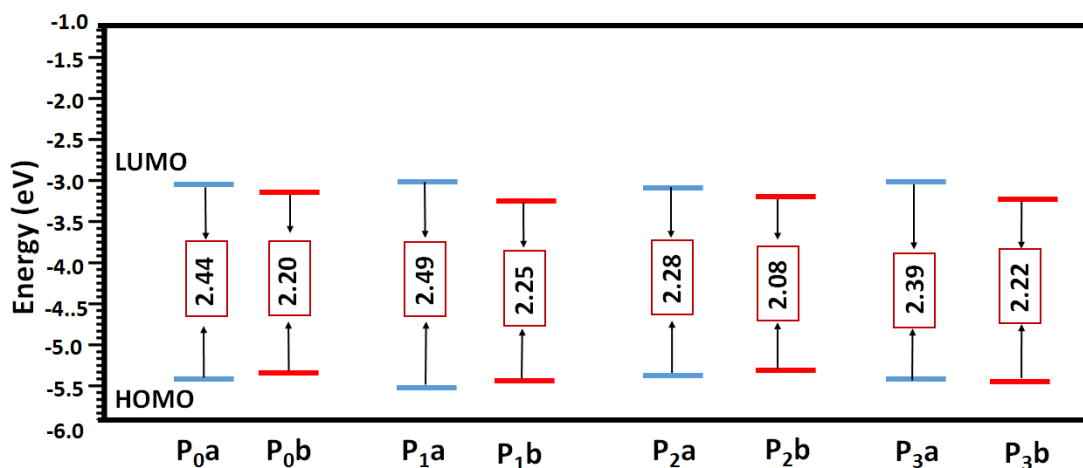 Energy (eV)
-1.0
-1.5
-2.0
-2.5
-3.0
-3.5
-4.0
-4.5
-5.0
-5.5
-6.0
LUMO
HOMO
2.44
2.20
2.49
2.25
2.28
2.08
2.39
2.22
P₀a
P₀b
P₁a
P₁b
P₂a
P₂b
P₃a
P₃b